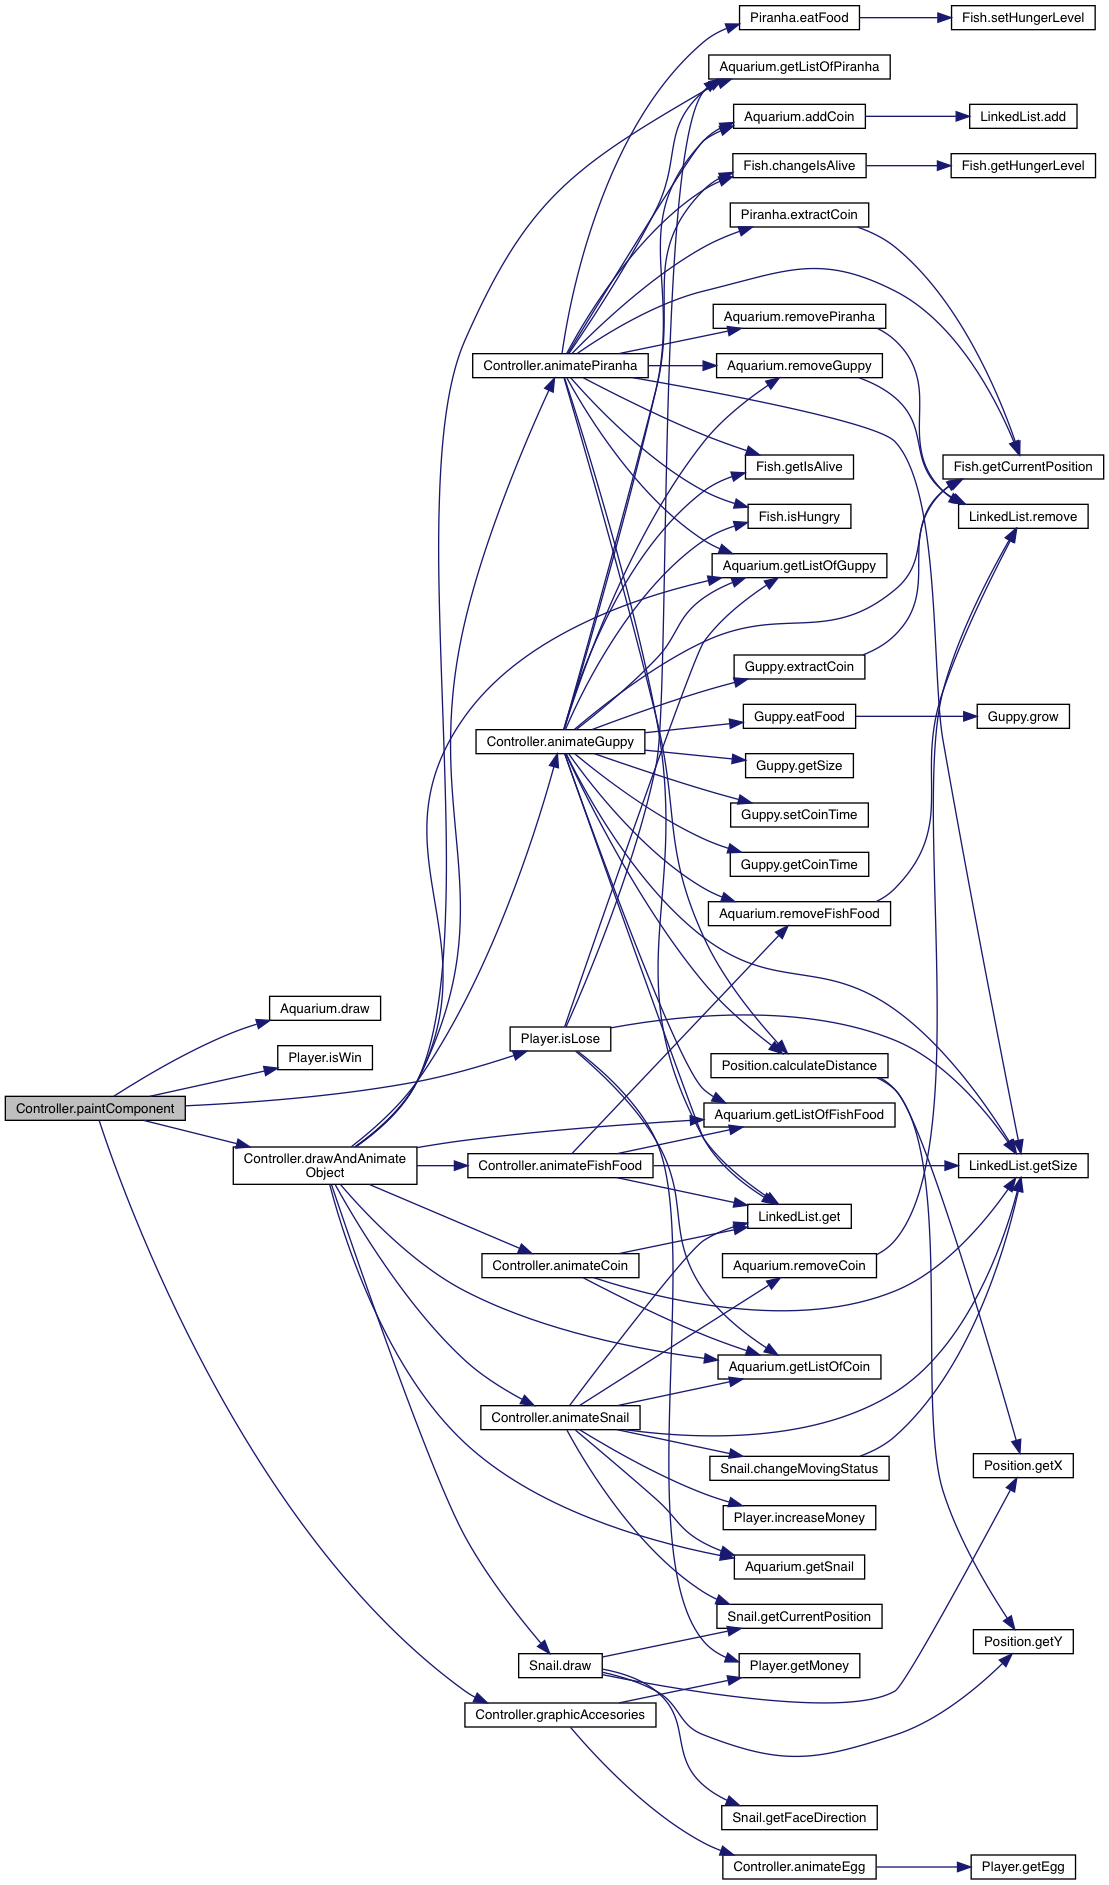 Piranha.eatFood
Fish.setHungerLevel
Aquarium.getListOfPiranha
Aquarium.addCoin
LinkedList.add
Fish.changeIsAlive
Fish.getHungerLevel
Piranha.extractCoin
Aquarium.removePiranha
Controller.animatePiranha
Aquarium.removeGuppy
Fish.getIsAlive
Fish.getCurrentPosition
Fish.isHungry
LinkedList.remove
Aquarium.getListOfGuppy
Guppy.extractCoin
Guppy.eatFood
Guppy.grow
Controller.animateGuppy
Guppy.getSize
Guppy.setCoinTime
Guppy.getCoinTime
Aquarium.removeFishFood
Aquarium.draw
Player.isLose
Player.isWin
Position.calculateDistance
Controller.paintComponent
Aquarium.getListOfFishFood
Controller.drawAndAnimate
Object
Controller.animateFishFood
LinkedList.getSize
LinkedList.get
Controller.animateCoin
Aquarium.removeCoin
Aquarium.getListOfCoin
Controller.animateSnail
Snail.changeMovingStatus
Position.getX
Player.increaseMoney
Aquarium.getSnail
Snail.getCurrentPosition
Position.getY
Snail.draw
Player.getMoney
Controller.graphicAccesories
Snail.getFaceDirection
Controller.animateEgg
Player.getEgg